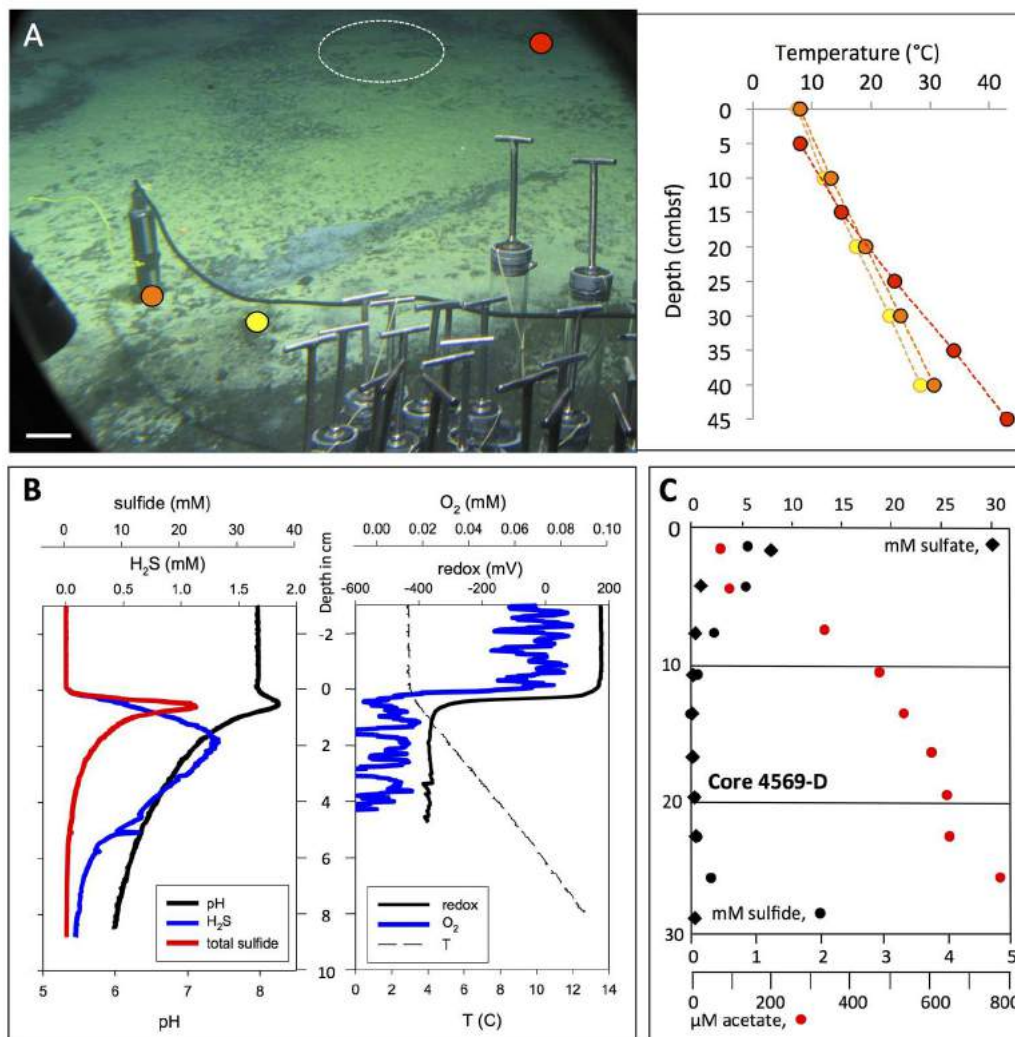 A
Temperature (°C)
0 10 20 30 40
Depth (cmbsf)
0
5
10
15
20
25
30
35
40
45
B
sulfide (mM)
0 10 20 30 40
H2S (mM)
0.0 0.5 1.0 1.5 2.0
pH
H2S
total sulfide
5 6 7 8
pH
Depth in cm
-2
0
2
4
6
8
10
O2 (mM)
0.00 0.02 0.04 0.06 0.08 0.10
redox (mV)
-600 -400 -200 0 200
redox
O2
T
0 2 4 6 8 10 12 14
T (C)
C
0 5 10 15 20 25 30
0
mM sulfate,
10
Core 4569-D
20
mM sulfide,
30
0 1 2 3 4 5
0 200 400 600 800
µM acetate,